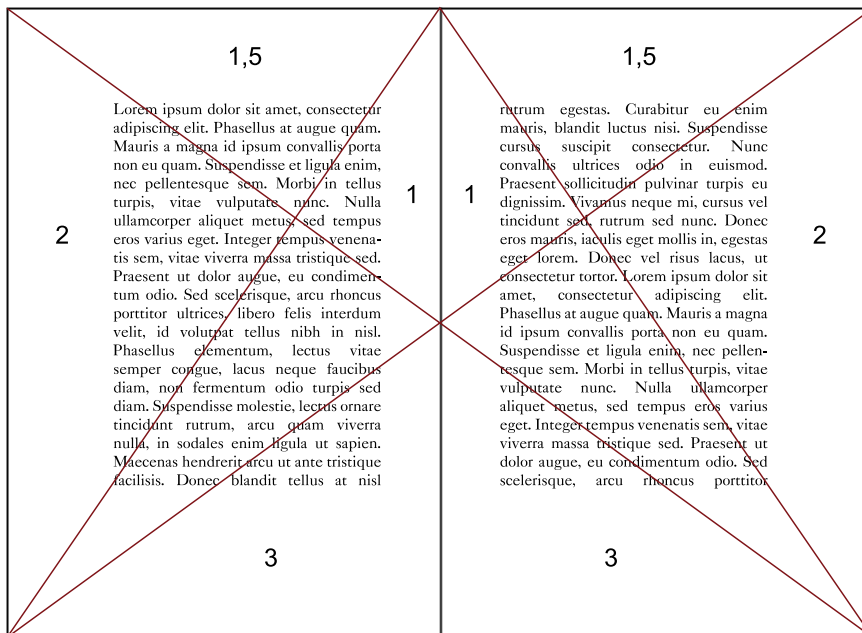 1,5
Lorem ipsum dolor sit amet, consectetur
adipiscing elit. Phasellus at augue quam.
Mauris a magna id ipsum convallis porta
non eu quam. Suspendisse et ligula enim,
nec pellentesque sem. Morbi in tellus
turpis, vitae vulputate nunc. Nulla
ullamcorper aliquet metus, sed tempus
eros varius eget. Integer tempus venena-
tis sem, vitae viverra massa tristique sed.
Praesent ut dolor augue, eu condimen-
tum odio. Sed scelerisque, arcu rhoncus
porttitor ultrices, libero felis interdum
velit, id volutpat tellus nibh in nisl.
Phasellus elementum, lectus vitae
semper congue, lacus neque faucibus
diam, non fermentum odio turpis sed
diam. Suspendisse molestie, lectus ornare
tincidunt rutrum, arcu quam viverra
nulla, in sodales enim ligula ut sapien.
Maecenas hendrerit arcu ut ante tristique
facilisis. Donec blandit tellus at nisl
2
1
3
1,5
rutrum egestas. Curabitur eu enim
mauris, blandit luctus nisi. Suspendisse
cursus suscipit consectetur. Nunc
convallis ultrices odio in euismod.
Praesent sollicitudin pulvinar turpis eu
dignissim. Vivamus neque mi, cursus vel
tincidunt sed, rutrum sed nunc. Donec
eros mauris, iaculis eget mollis in, egestas
eget lorem. Donec vel risus lacus, ut
consectetur tortor. Lorem ipsum dolor sit
amet, consectetur adipiscing elit.
Phasellus at augue quam. Mauris a magna
id ipsum convallis porta non eu quam.
Suspendisse et ligula enim, nec pellen-
tesque sem. Morbi in tellus turpis, vitae
vulputate nunc. Nulla ullamcorper
aliquet metus, sed tempus eros varius
eget. Integer tempus venenatis sem, vitae
viverra massa tristique sed. Praesent ut
dolor augue, eu condimentum odio. Sed
scelerisque, arcu rhoncus porttitor
1
2
3